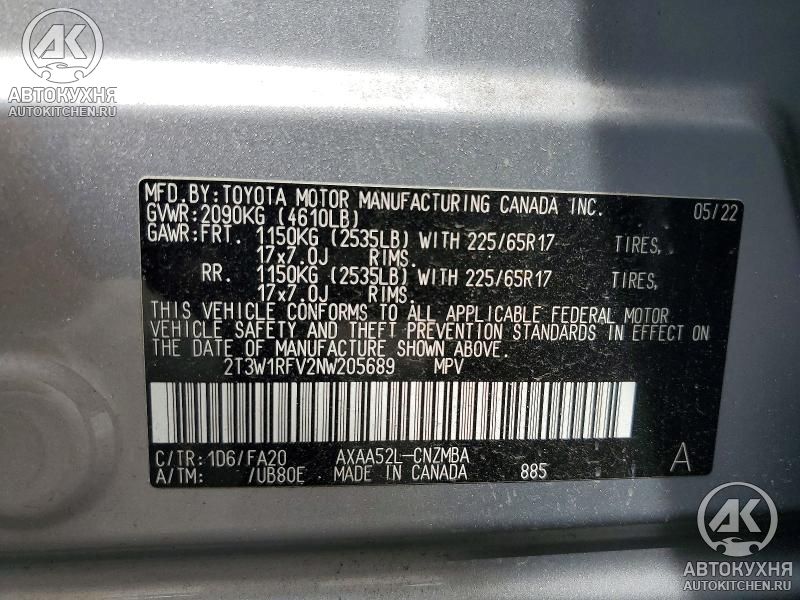 AK
АВТОКУХНЯ
AUTOKITCHEN.RU
MFD.BY:TOYOTA MOTOR MANUFACTURING CANADA INC. 05/22
GVWR:2090KG (4610LB)
GAWR:FRT. 1150KG (2535LB) WITH 225/65R17 TIRES,
17x7.0J RIMS.
RR. 1150KG (2535LB) WITH 225/65R17 TIRES,
17x7.0J RIMS.
THIS VEHICLE CONFORMS TO ALL APPLICABLE FEDERAL MOTOR
VEHICLE SAFETY AND THEFT PREVENTION STANDARDS IN EFFECT ON
THE DATE OF MANUFACTURE SHOWN ABOVE.
2T3W1RFV2NW205689 MPV
C/TR:1D6/FA20 AXAA52L-CNZMBA
A/TM: /UB80E MADE IN CANADA 885 A
AK
АВТОКУХНЯ
AUTOKITCHEN.RU